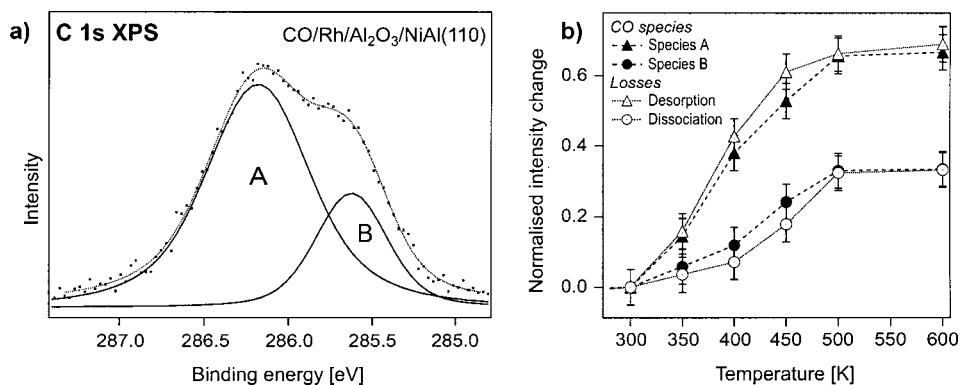 a)
C 1s XPS
CO/Rh/Al₂O₃/NiAl(110)
A
B
Intensity
287.0 286.5 286.0 285.5 285.0
Binding energy [eV]
b)
CO species
Species A
Species B
Losses
Desorption
Dissociation
Normalised intensity change
0.6
0.4
0.2
0.0
300 350 400 450 500 550 600
Temperature [K]